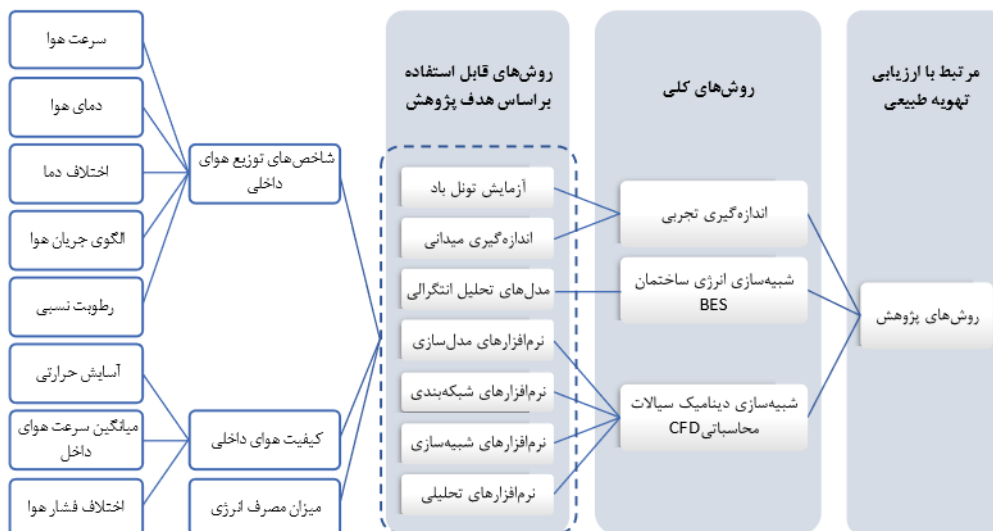 مرتبط با ارزیابی
تهویه طبیعی
روش‌های پژوهش
روش‌های کلی
اندازه‌گیری تجربی
شبیه‌سازی انرژی ساختمان
BES
شبیه‌سازی دینامیک سیالات
محاسباتیCFD
روش‌های قابل استفاده
براساس هدف پژوهش
آزمایش تونل باد
اندازه‌گیری میدانی
مدل‌های تحلیل انتگرالی
نرم‌افزارهای مدل‌سازی
نرم‌افزارهای شبکه‌بندی
نرم‌افزارهای شبیه‌سازی
نرم‌افزارهای تحلیلی
شاخص‌های توزیع هوای
داخلی
کیفیت هوای داخلی
میزان مصرف انرژی
سرعت هوا
دمای هوا
اختلاف دما
الگوی جریان هوا
رطوبت نسبی
آسایش حرارتی
میانگین سرعت هوای
داخل
اختلاف فشار هوا